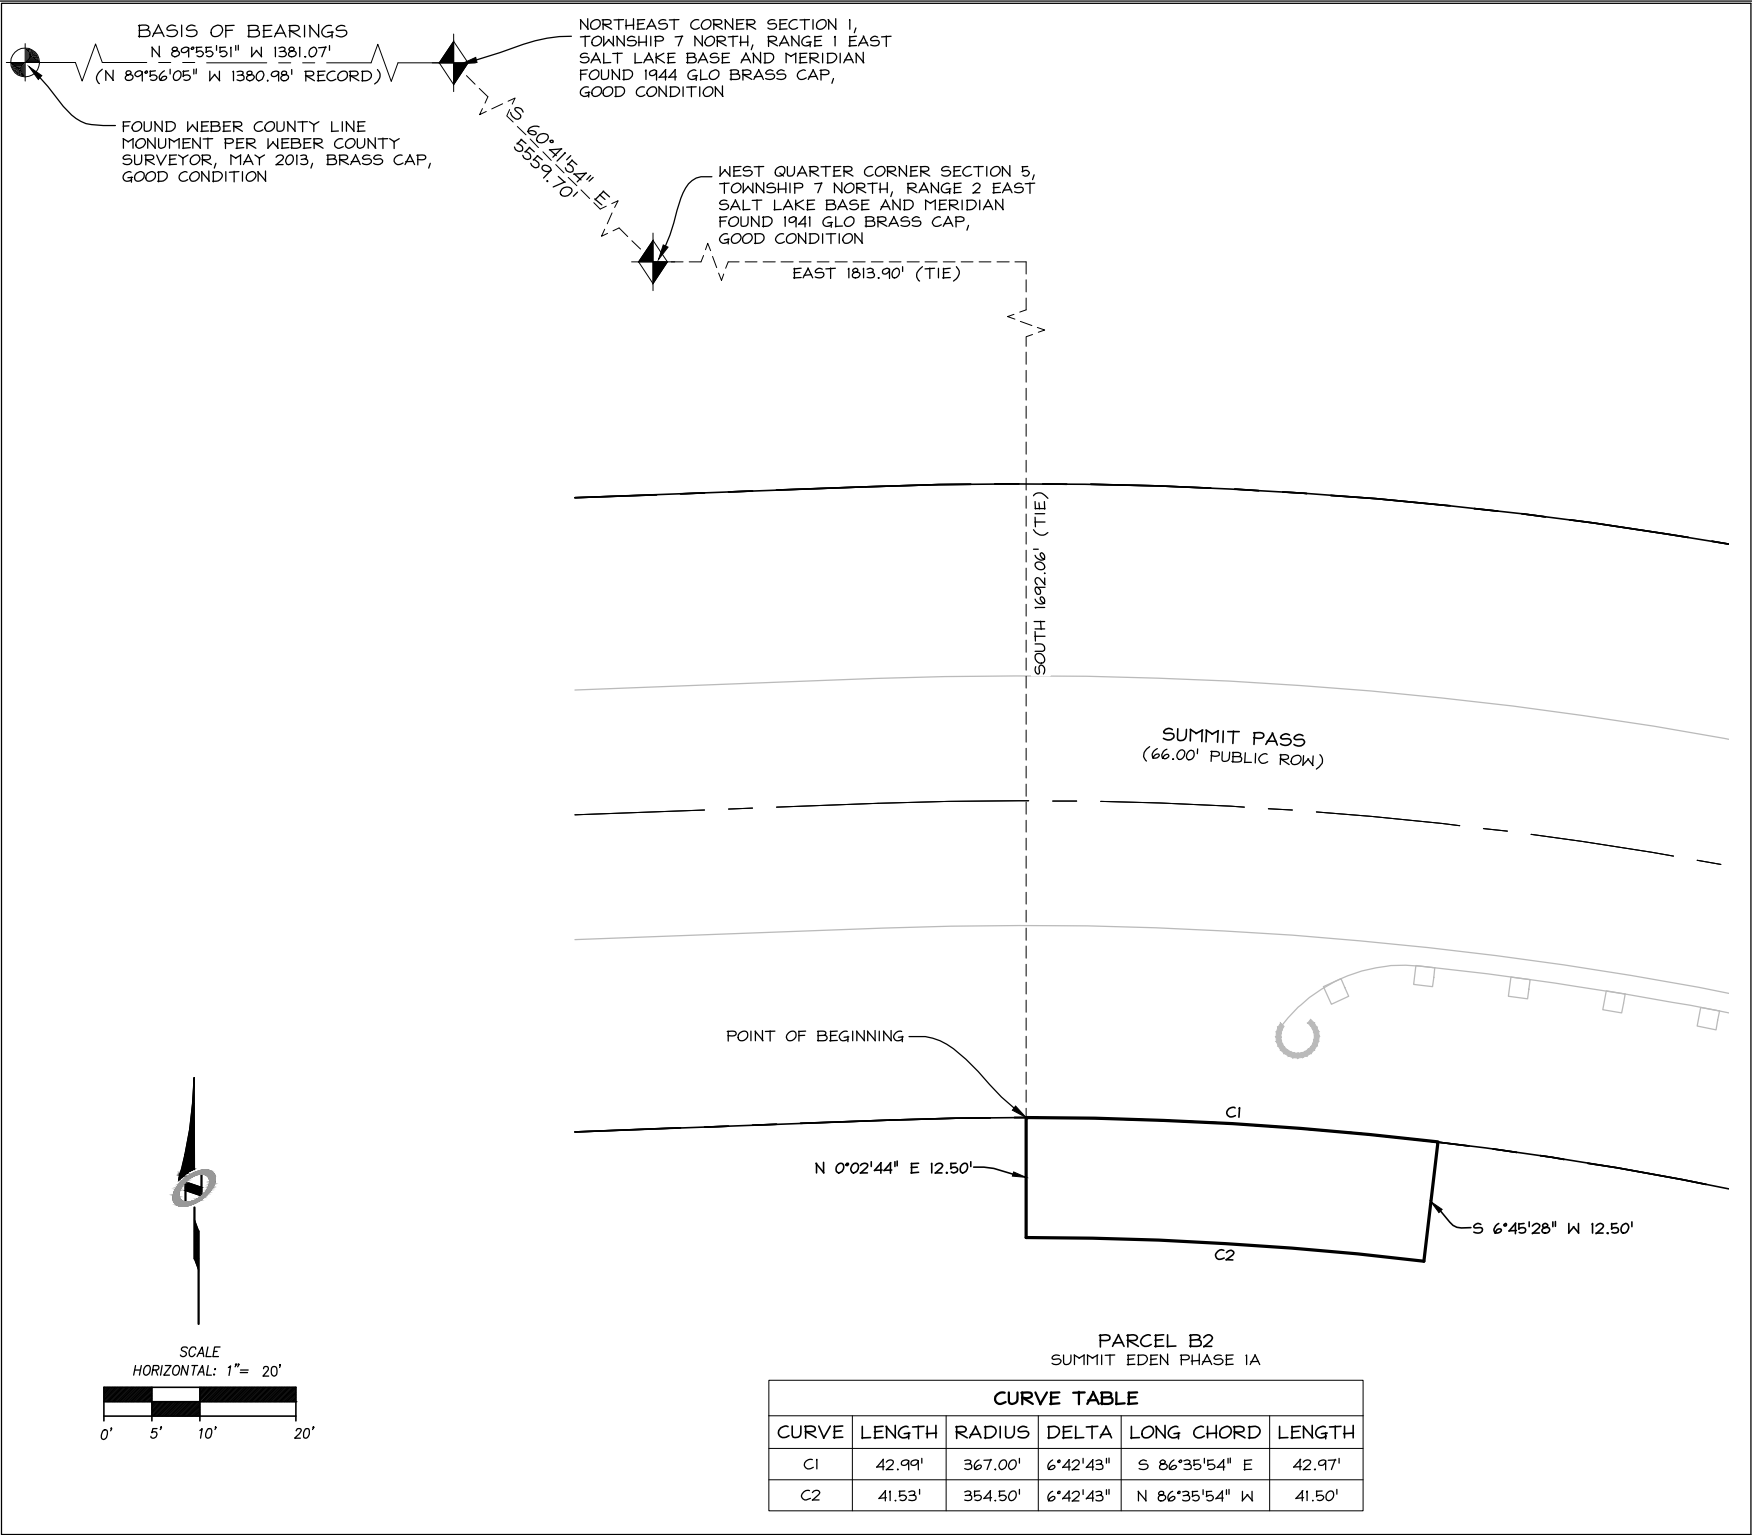 BASIS OF BEARINGS
N 89°55'51" W 1381.07'
(N 89°56'05" W 1380.98' RECORD)
NORTHEAST CORNER SECTION 1,
TOWNSHIP 7 NORTH, RANGE 1 EAST
SALT LAKE BASE AND MERIDIAN
FOUND 1944 GLO BRASS CAP,
GOOD CONDITION
FOUND WEBER COUNTY LINE
MONUMENT PER WEBER COUNTY
SURVEYOR, MAY 2013, BRASS CAP,
GOOD CONDITION
S 60°41'54" E
5559.70'
WEST QUARTER CORNER SECTION 5,
TOWNSHIP 7 NORTH, RANGE 2 EAST
SALT LAKE BASE AND MERIDIAN
FOUND 1941 GLO BRASS CAP,
GOOD CONDITION
EAST 1813.90' (TIE)
SOUTH 1692.06' (TIE)
SUMMIT PASS
(66.00' PUBLIC ROW)
POINT OF BEGINNING
C1
N 0°02'44" E 12.50'
S 6°45'28" W 12.50'
C2
N
SCALE
HORIZONTAL: 1"= 20'
0' 5' 10' 20'
PARCEL B2
SUMMIT EDEN PHASE 1A
CURVE TABLE
CURVE LENGTH RADIUS DELTA LONG CHORD LENGTH
C1 42.99' 367.00' 6°42'43" S 86°35'54" E 42.97'
C2 41.53' 354.50' 6°42'43" N 86°35'54" W 41.50'